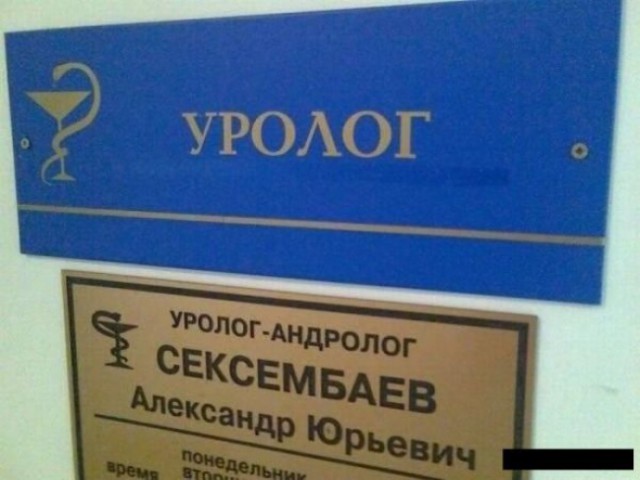 УРОЛОГ
УРОЛОГ-АНДРОЛОГ
СЕКСЕМБАЕВ
Александр Юрьевич
понедельник
время